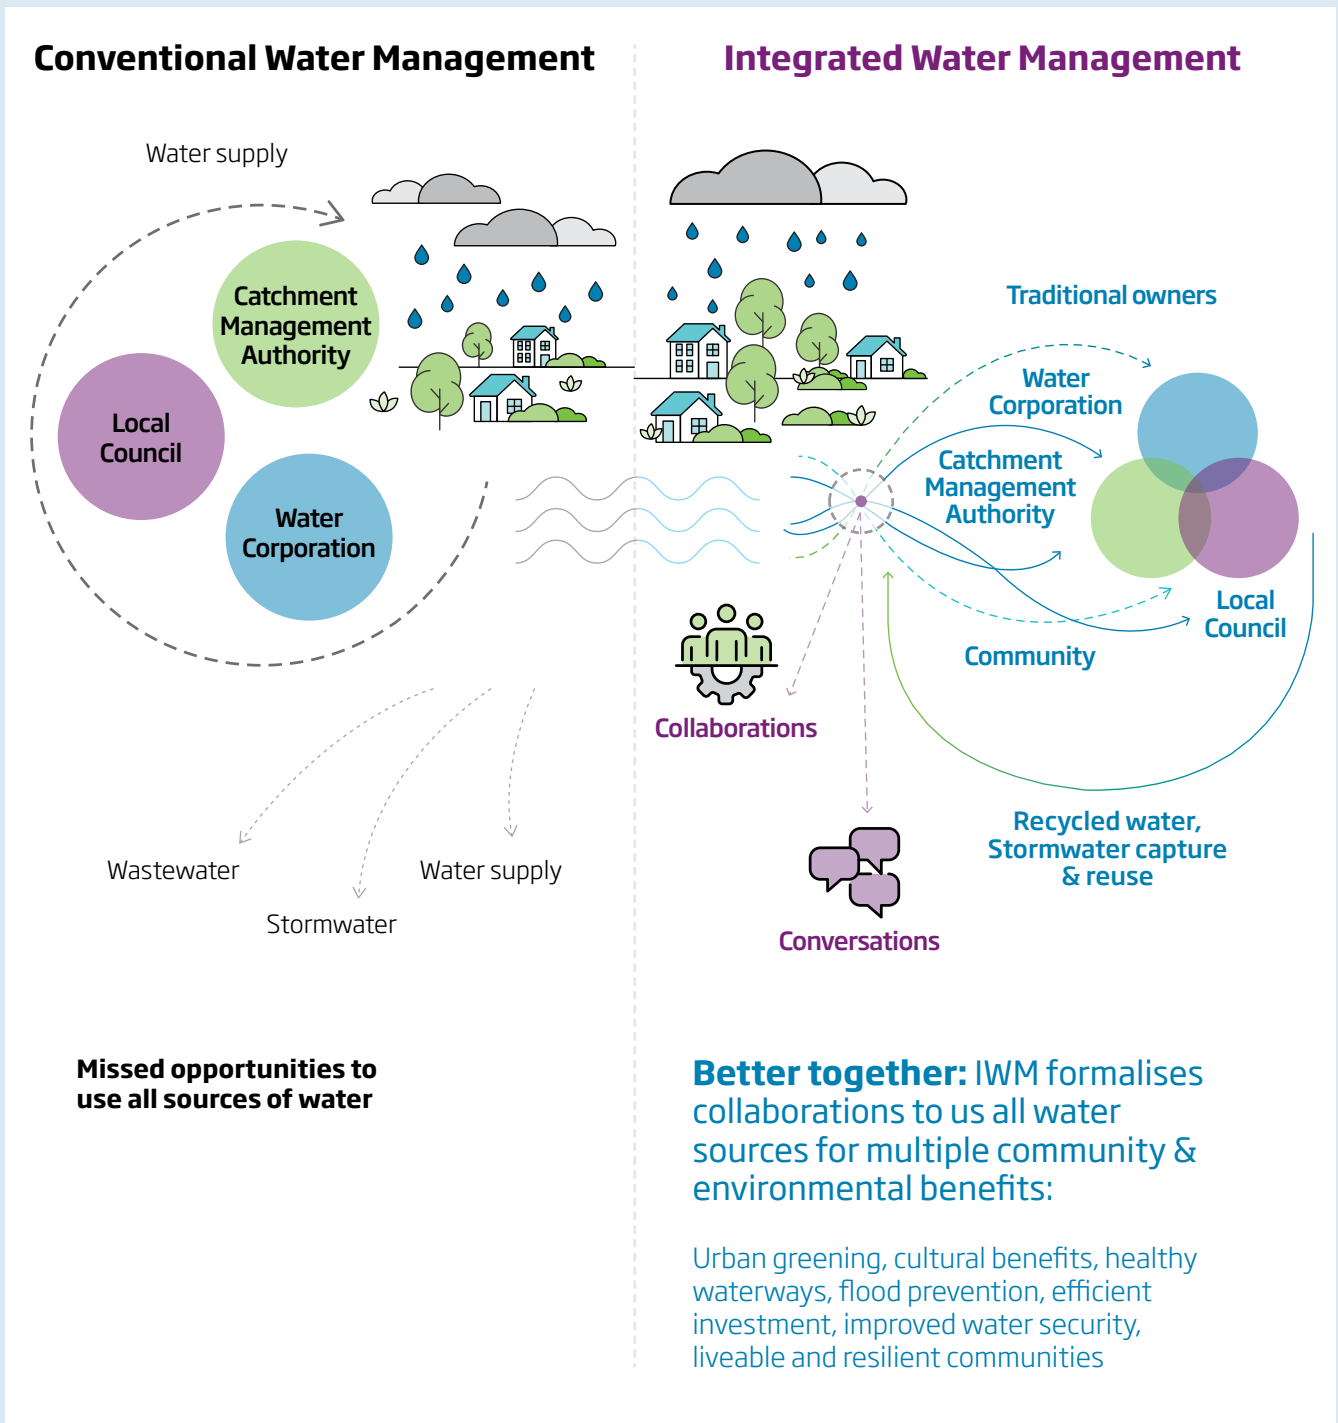 Conventional Water Management
Water supply
Catchment
Management
Authority
Local
Council
Water
Corporation
Wastewater
Stormwater
Water supply
Missed opportunities to
use all sources of water
Integrated Water Management
Traditional owners
Water
Corporation
Catchment
Management
Authority
Local
Council
Community
Collaborations
Recycled water,
Stormwater capture
& reuse
Conversations
Better together: IWM formalises
collaborations to us all water
sources for multiple community &
environmental benefits:
Urban greening, cultural benefits, healthy
waterways, flood prevention, efficient
investment, improved water security,
liveable and resilient communities